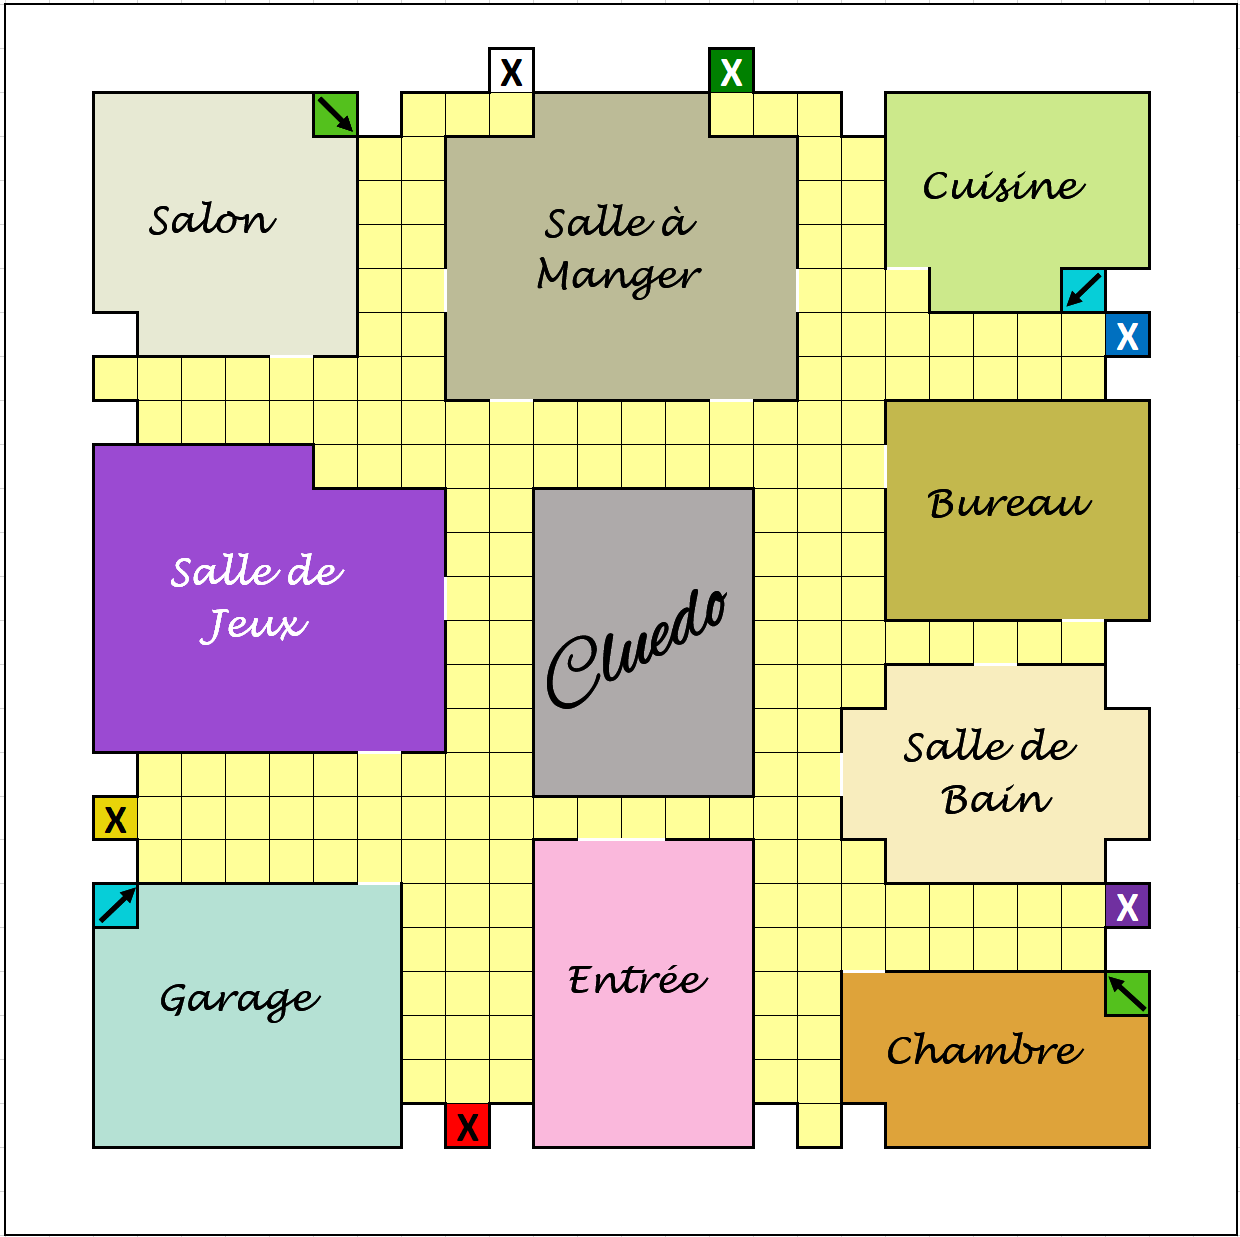 X
X
Salon
Salle à
Manger
Cuisine
X
Salle de
Jeux
Cluedo
Bureau
Salle de
Bain
X
X
Garage
Entrée
Chambre
X